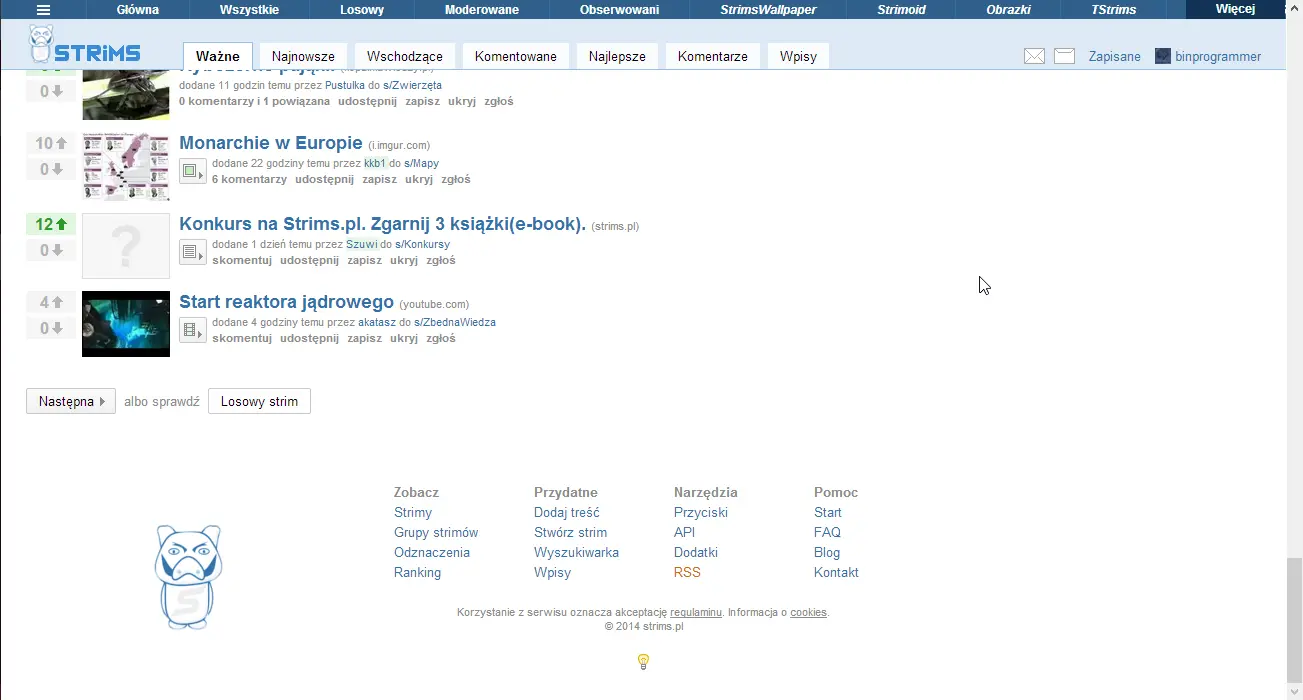 Główna Wszystkie Losowy Moderowane Obserwowani StrimsWallpaper Strimoid Obrazki TStrims Więcej
STRiMS Ważne Najnowsze Wschodzące Komentowane Najlepsze Komentarze Wpisy Zapisane binprogrammer
dodane 11 godzin temu przez Pustulka do s/Zwierzęta
0 0 komentarzy i 1 powiązana udostępnij zapisz ukryj zgłoś
10 Monarchie w Europie (i.imgur.com)
0 dodane 22 godziny temu przez kkb1 do s/Mapy
6 komentarzy udostępnij zapisz ukryj zgłoś
12 Konkurs na Strims.pl. Zgarnij 3 książki(e-book). (strims.pl)
0 ? dodane 1 dzień temu przez Szuwi do s/Konkursy
skomentuj udostępnij zapisz ukryj zgłoś
4 Start reaktora jądrowego (youtube.com)
0 dodane 4 godziny temu przez akatasz do s/ZbednaWiedza
skomentuj udostępnij zapisz ukryj zgłoś
Następna albo sprawdź Losowy strim
Zobacz Przydatne Narzędzia Pomoc
Strimy Dodaj treść Przyciski Start
Grupy strimów Stwórz strim API FAQ
Odznaczenia Wyszukiwarka Dodatki Blog
Ranking Wpisy RSS Kontakt
S
Korzystanie z serwisu oznacza akceptację regulaminu. Informacja o cookies.
© 2014 strims.pl